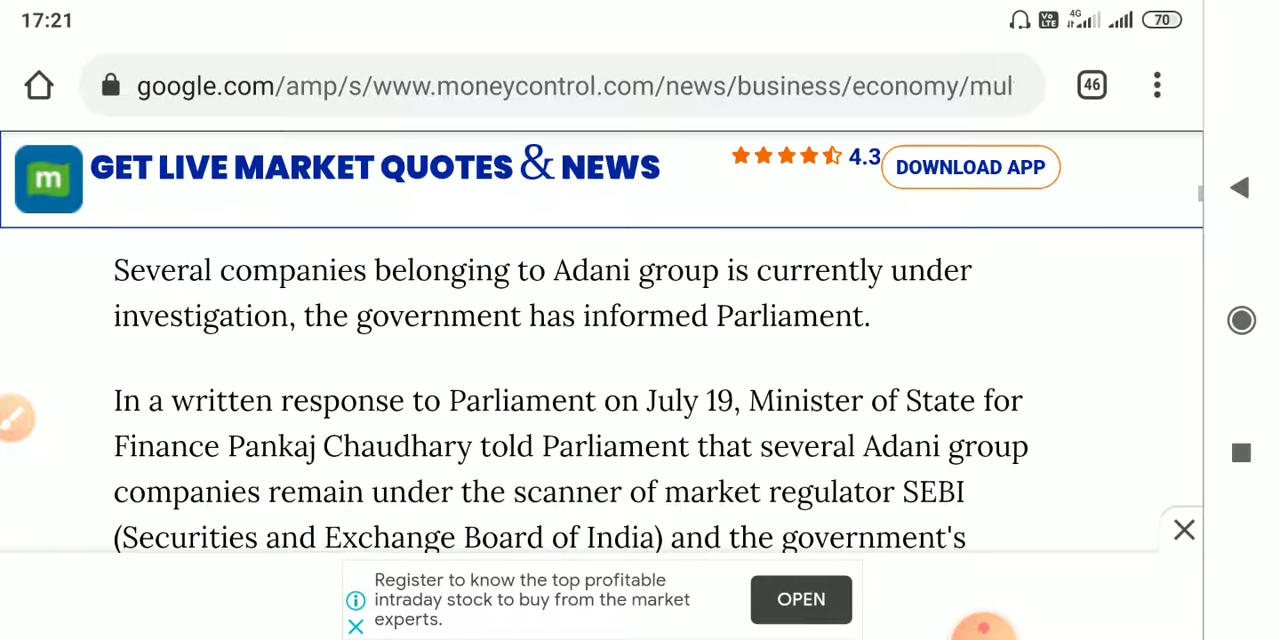 17:21
Vo LTE 4G 70
google.com/amp/s/www.moneycontrol.com/news/business/economy/mul
46
m GET LIVE MARKET QUOTES & NEWS 4.3 DOWNLOAD APP
Several companies belonging to Adani group is currently under
investigation, the government has informed Parliament.
In a written response to Parliament on July 19, Minister of State for
Finance Pankaj Chaudhary told Parliament that several Adani group
companies remain under the scanner of market regulator SEBI
(Securities and Exchange Board of India) and the government's
Register to know the top profitable
intraday stock to buy from the market
experts.
OPEN